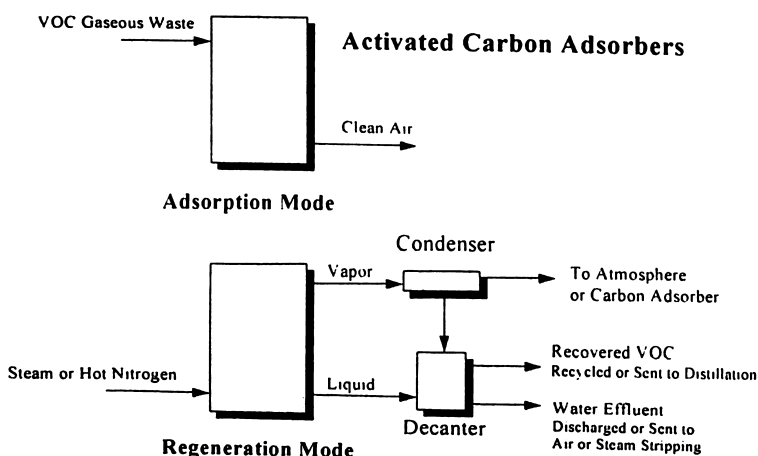 VOC Gaseous Waste
Activated Carbon Adsorbers
Clean Air
Adsorption Mode
Condenser
Vapor
To Atmosphere
or Carbon Adsorber
Steam or Hot Nitrogen
Liquid
Recovered VOC
Recycled or Sent to Distillation
Water Effluent
Discharged or Sent to
Air or Steam Stripping
Decanter
Regeneration Mode